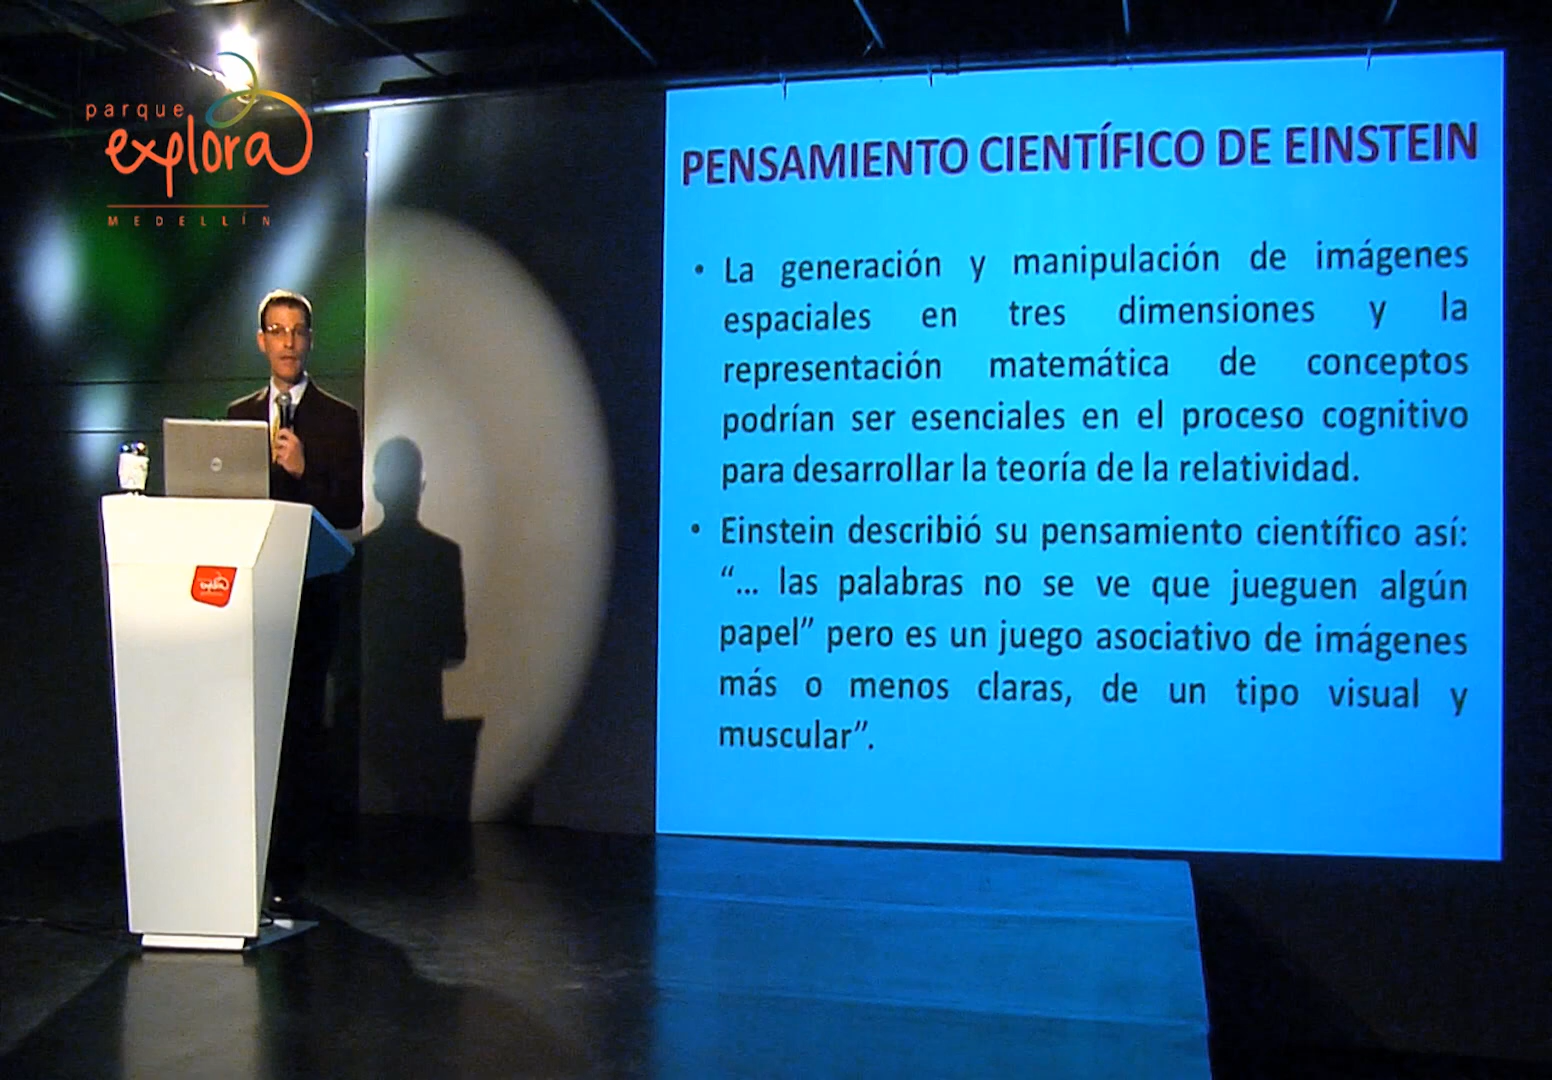 parque
explora
MEDELLÍN
PENSAMIENTO CIENTÍFICO DE EINSTEIN
• La generación y manipulación de imágenes
espaciales en tres dimensiones y la
representación matemática de conceptos
podrían ser esenciales en el proceso cognitivo
para desarrollar la teoría de la relatividad.
• Einstein describió su pensamiento científico así:
“... las palabras no se ve que jueguen algún
papel” pero es un juego asociativo de imágenes
más o menos claras, de un tipo visual y
muscular”.
explora